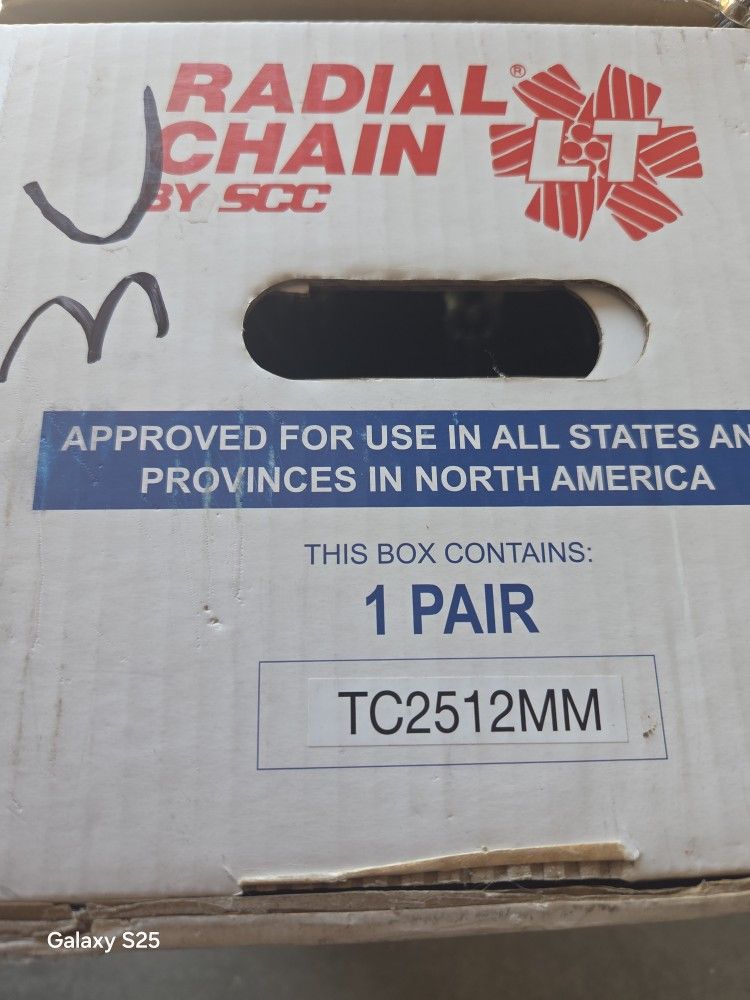 RADIAL®
CHAIN
BY SCC
LT
APPROVED FOR USE IN ALL STATES AN
PROVINCES IN NORTH AMERICA
THIS BOX CONTAINS:
1 PAIR
TC2512MM
Galaxy S25